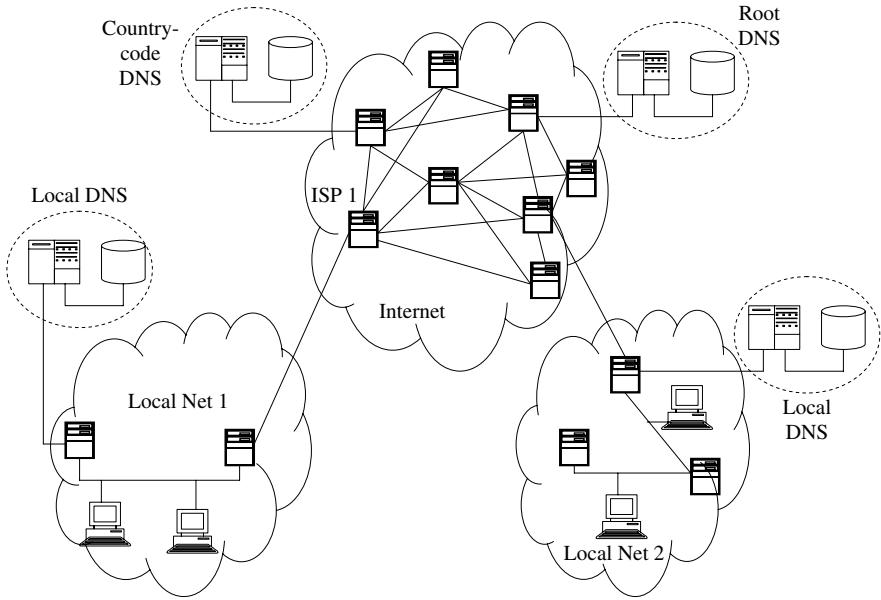 Country-
code
DNS
Root
DNS
ISP 1
Local DNS
Internet
Local Net 1
Local
DNS
Local Net 2